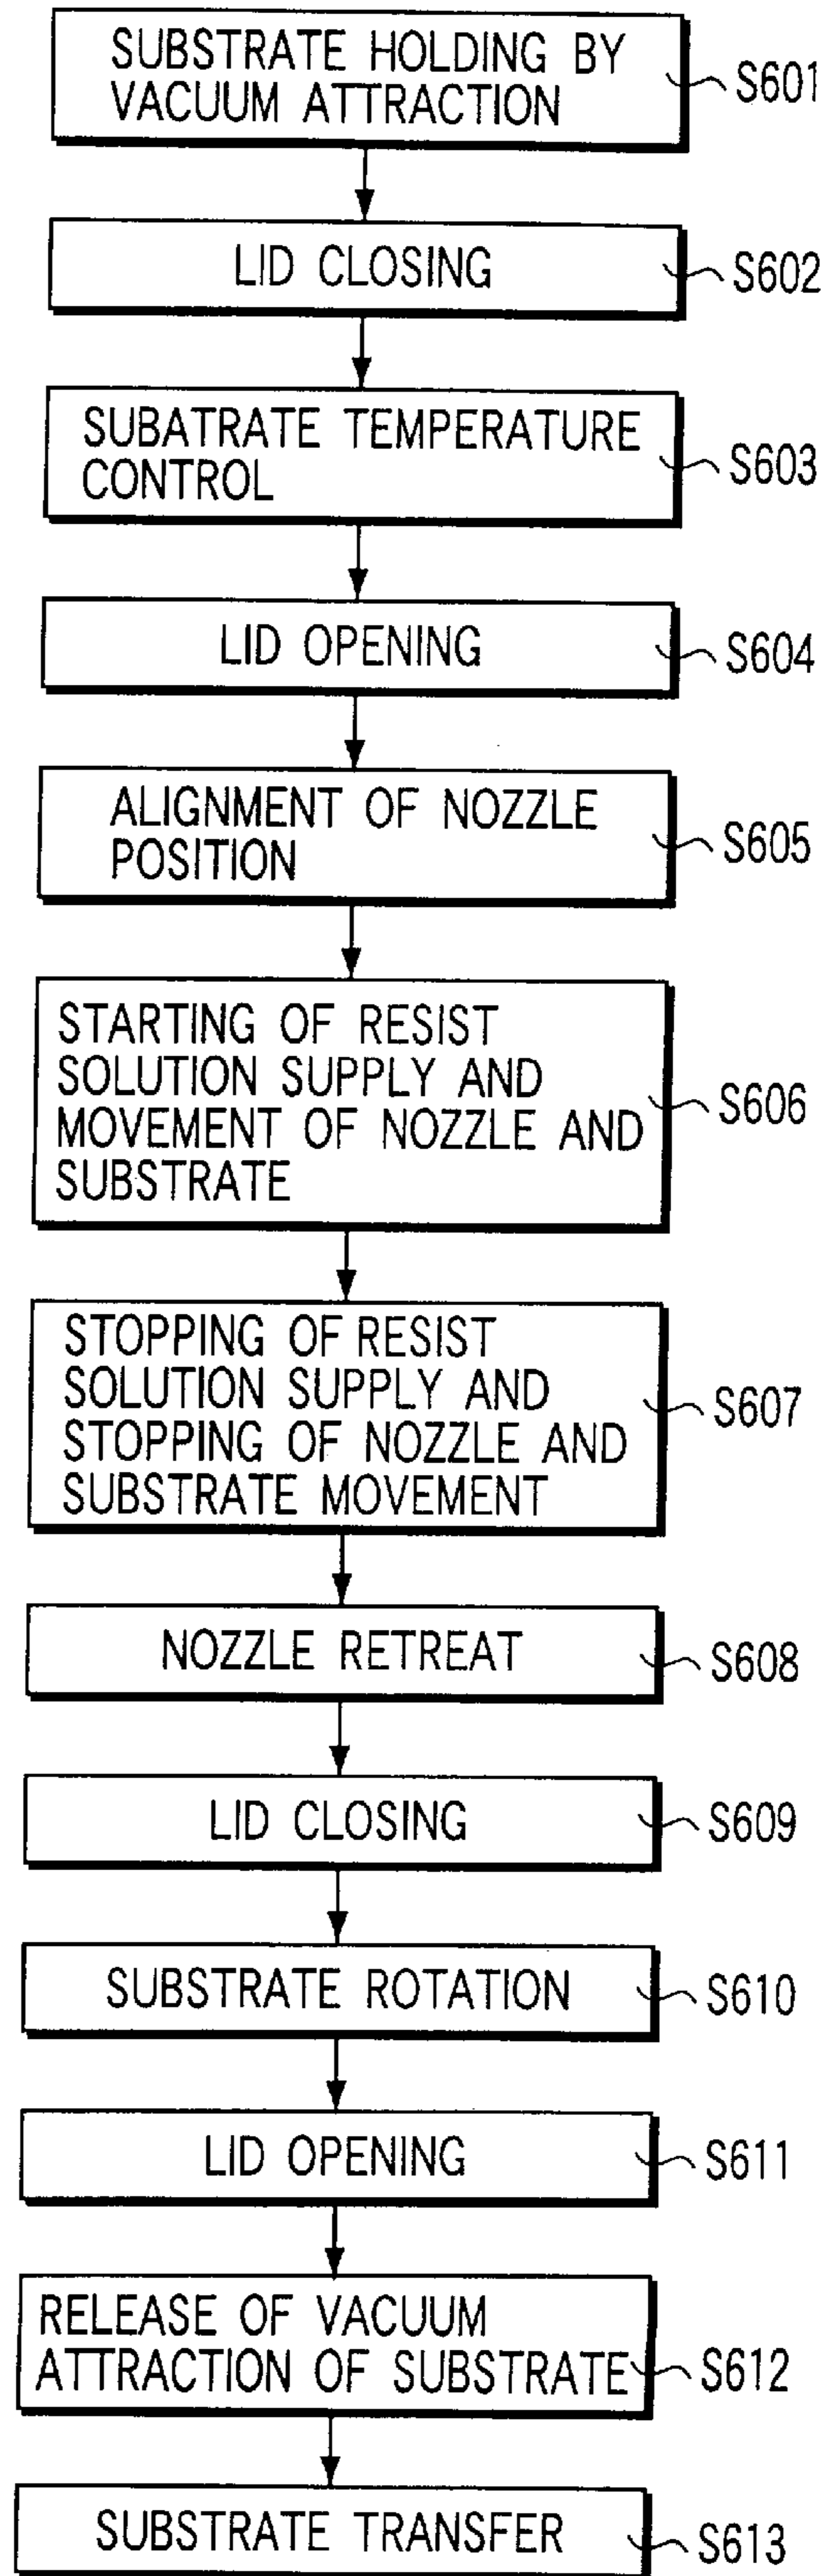 SUBSTRATE HOLDING BY
VACUUM ATTRACTION
S601
LID CLOSING
S602
SUBATRATE TEMPERATURE
CONTROL
S603
LID OPENING
S604
ALIGNMENT OF NOZZLE
POSITION
S605
STARTING OF RESIST
SOLUTION SUPPLY AND
MOVEMENT OF NOZZLE AND
SUBSTRATE
S606
STOPPING OF RESIST
SOLUTION SUPPLY AND
STOPPING OF NOZZLE AND
SUBSTRATE MOVEMENT
S607
NOZZLE RETREAT
S608
LID CLOSING
S609
SUBSTRATE ROTATION
S610
LID OPENING
S611
RELEASE OF VACUUM
ATTRACTION OF SUBSTRATE
S612
SUBSTRATE TRANSFER
S613